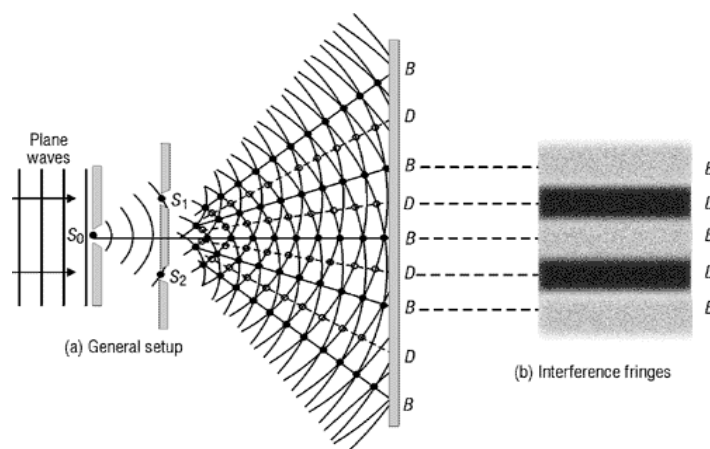 Plane
waves
S₀
S₁
S₂
(a) General setup
B
D
B
D
B
D
B
D
B
(b) Interference fringes